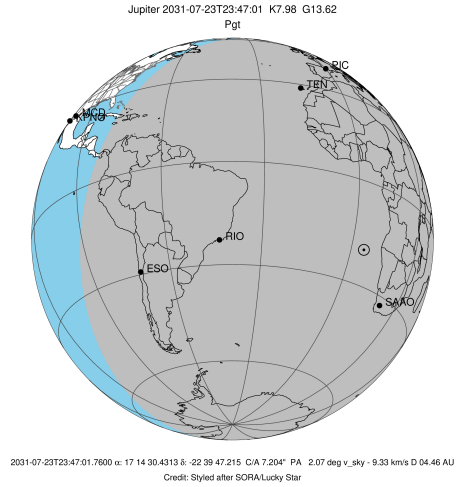 Jupiter 2031-07-23T23:47:01 K7.98 G13.62
Pgt
PIC
TEN
MCD
KPNO
RIO
ESO
SAAO
2031-07-23T23:47:01.7600 α: 17 14 30.4313 δ: -22 39 47.215 C/A 7.204" PA 2.07 deg v_sky - 9.33 km/s D 04.46 AU
Credit: Styled after SORA/Lucky Star